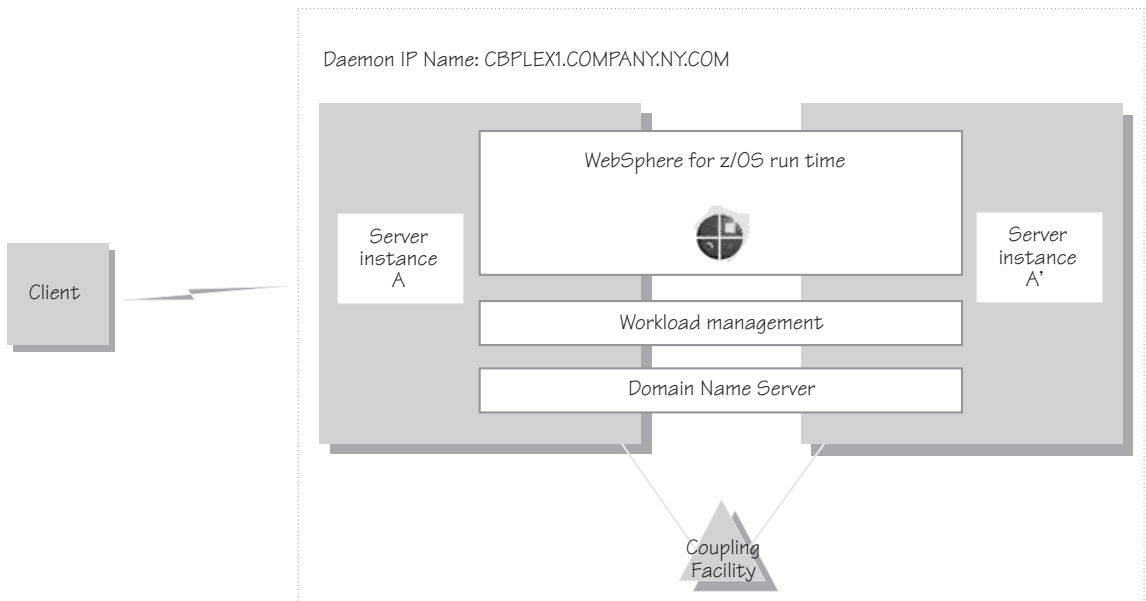 Daemon IP Name: CBPLEX1.COMPANY.NY.COM
WebSphere for z/OS run time
Server
instance
A
Server
instance
A’
Client
Workload management
Domain Name Server
Coupling
Facility